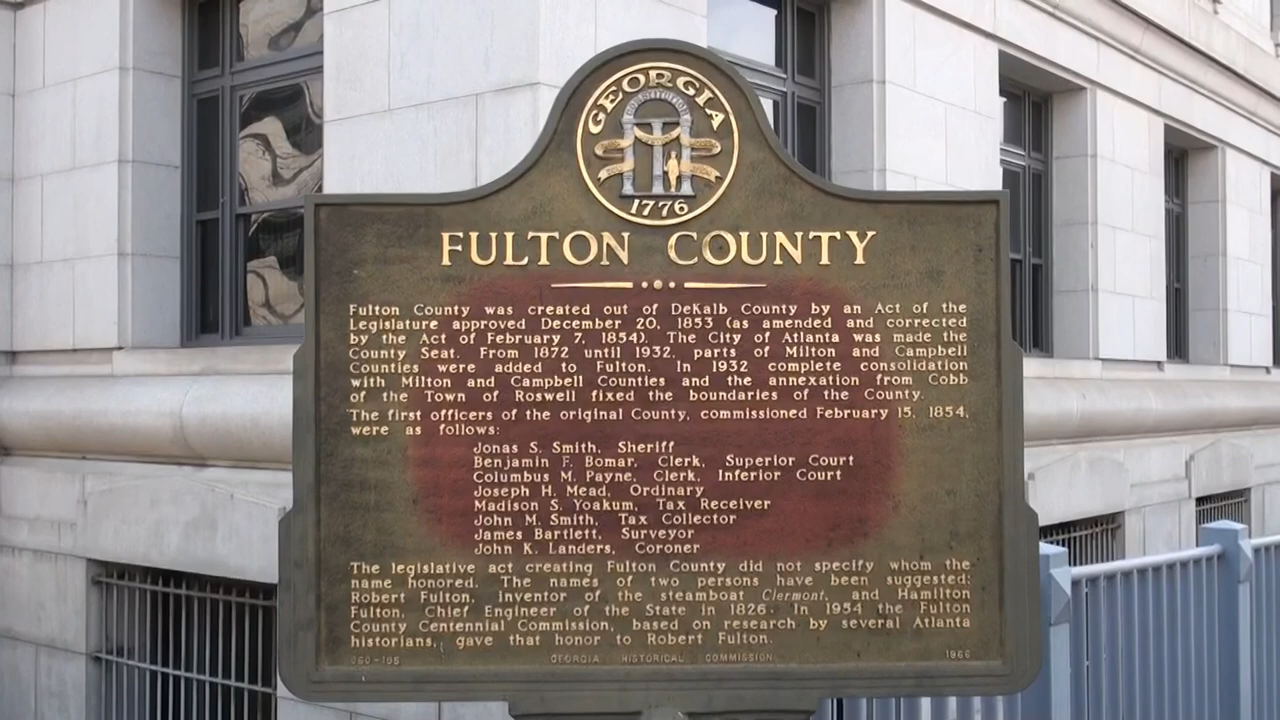 GEORGIA
CONSTITUTION
1776
FULTON COUNTY
Fulton County was created out of DeKalb County by an Act of the
Legislature approved December 20, 1853 (as amended and corrected
by the Act of February 7, 1854). The City of Atlanta was made the
County Seat. From 1872 until 1932, parts of Milton and Campbell
Counties were added to Fulton. In 1932 complete consolidation
with Milton and Campbell Counties and the annexation from Cobb
of the Town of Roswell fixed the boundaries of the County.
The first officers of the original County, commissioned February 15, 1854,
were as follows:
Jonas S. Smith, Sheriff
Benjamin F. Bomar, Clerk, Superior Court
Columbus M. Payne, Clerk, Inferior Court
Joseph H. Mead, Ordinary
Madison S. Yoakum, Tax Receiver
John M. Smith, Tax Collector
James Bartlett, Surveyor
John K. Landers, Coroner
The legislative act creating Fulton County did not specify whom the
name honored. The names of two persons have been suggested:
Robert Fulton, inventor of the steamboat Clermont, and Hamilton
Fulton, Chief Engineer of the State in 1826. In 1954 the Fulton
County Centennial Commission, based on research by several Atlanta
historians, gave that honor to Robert Fulton.
060-105 GEORGIA HISTORICAL COMMISSION 1966